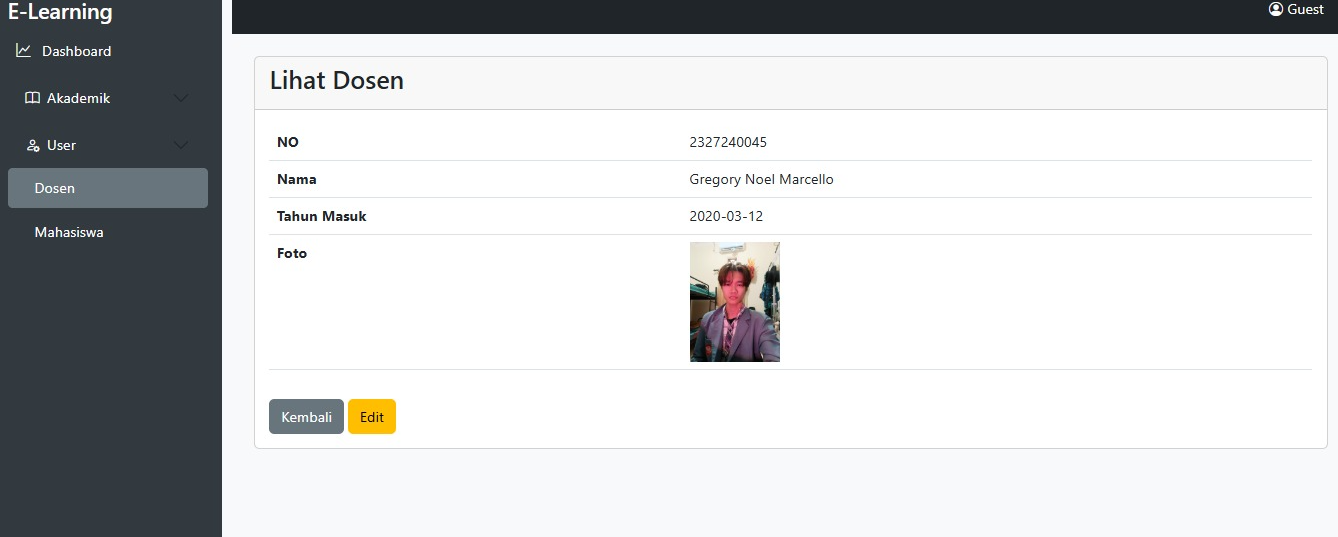 E-Learning
Guest
Dashboard
Akademik
User
Dosen
Mahasiswa
Lihat Dosen
NO 2327240045
Nama Gregory Noel Marcello
Tahun Masuk 2020-03-12
Foto
Kembali Edit